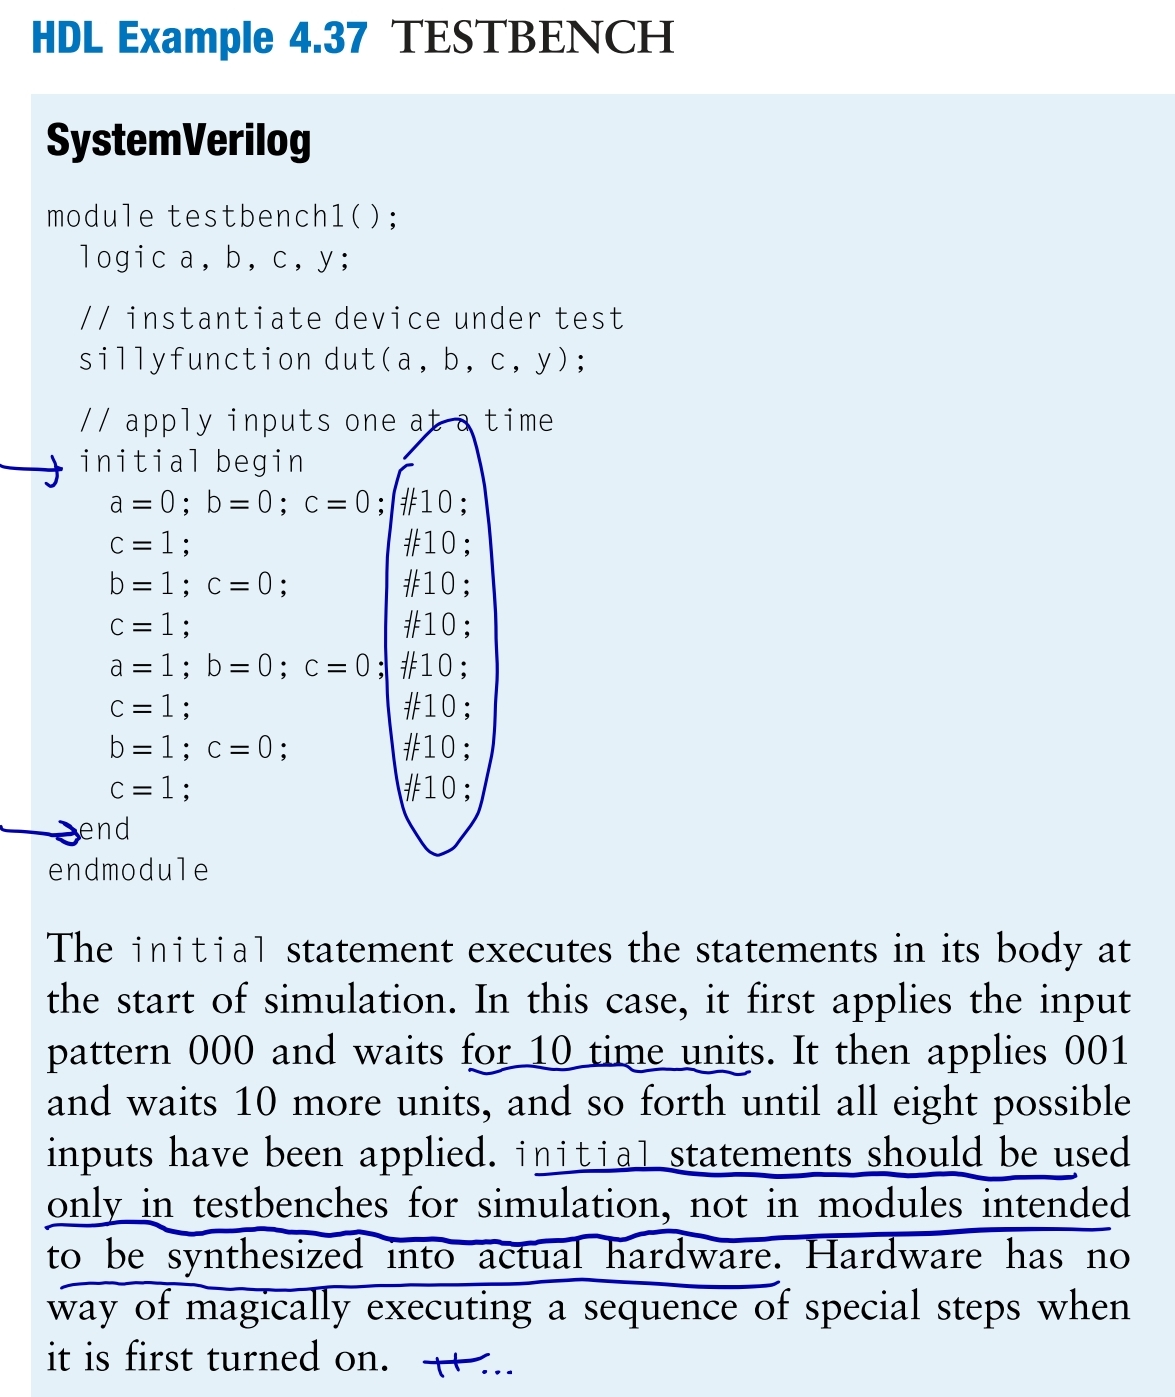 HDL Example 4.37 TESTBENCH
SystemVerilog
module testbench1();
logic a, b, c, y;
// instantiate device under test
sillyfunction dut(a, b, c, y);
// apply inputs one at a time
initial begin
a=0; b=0; c=0; #10;
c=1; #10;
b=1; c=0; #10;
c=1; #10;
a=1; b=0; c=0; #10;
c=1; #10;
b=1; c=0; #10;
c=1; #10;
end
endmodule
The initial statement executes the statements in its body at
the start of simulation. In this case, it first applies the input
pattern 000 and waits for 10 time units. It then applies 001
and waits 10 more units, and so forth until all eight possible
inputs have been applied. initial statements should be used
only in testbenches for simulation, not in modules intended
to be synthesized into actual hardware. Hardware has no
way of magically executing a sequence of special steps when
it is first turned on.